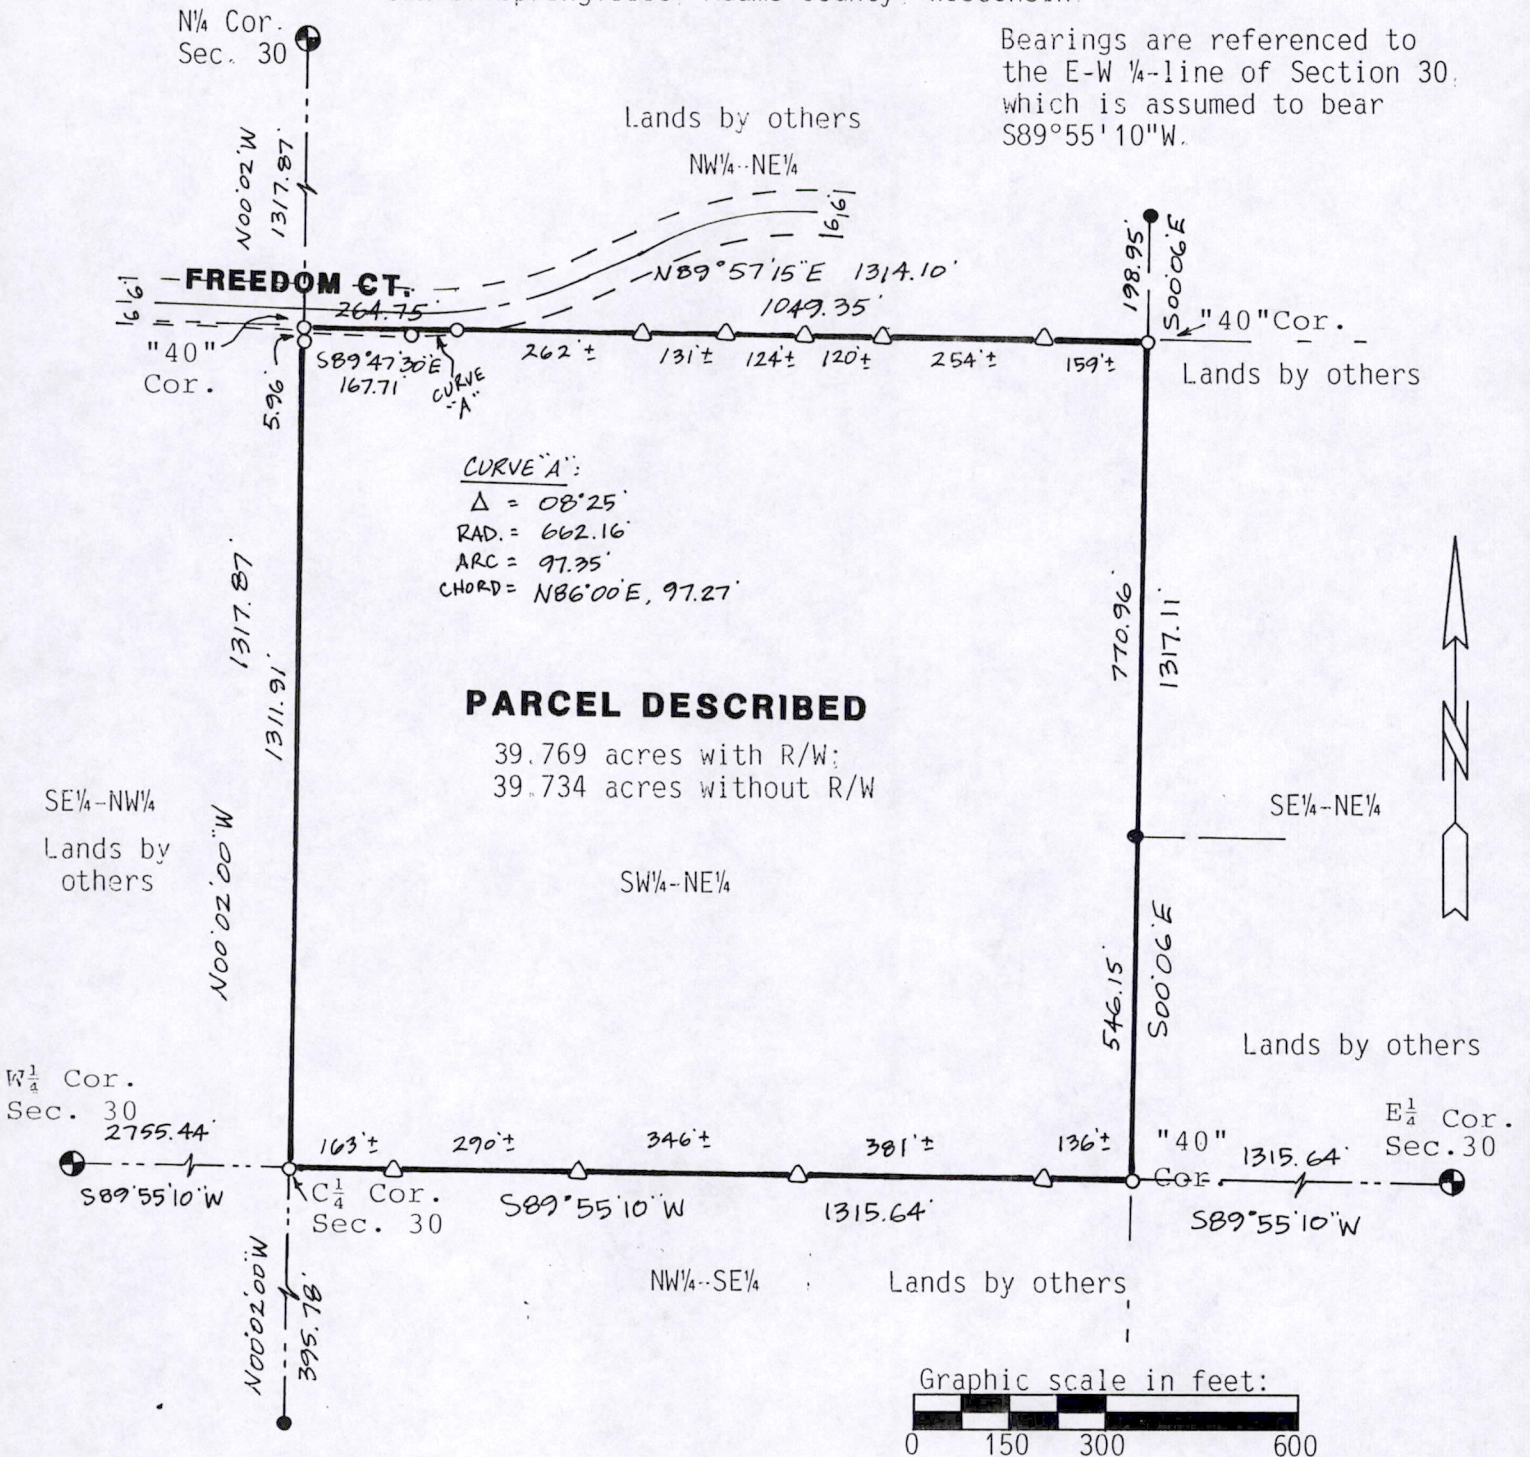 Springville, Adams County, Wisconsin.
N¼ Cor.
Sec. 30
Bearings are referenced to
the E-W ¼-line of Section 30,
which is assumed to bear
S89°55'10"W.
Lands by others
NW¼--NE¼
N00°02'W
1317.87'
66'
66'
FREEDOM CT.
N89°57'15"E 1314.10'
264.75'
1049.35'
198.95'
S00°06'E
"40" Cor.
"40"
Cor.
5.96'
S89°47'30"E
167.71'
CURVE
"A"
262'±
131'±
124'±
120'±
254'±
159'±
Lands by others
CURVE "A":
Δ = 08°25'
RAD. = 662.16'
ARC = 97.35'
CHORD = N86°00'E, 97.27'
1317.87'
1311.91'
N00°02'00"W
770.96'
1317.11'
N
PARCEL DESCRIBED
39.769 acres with R/W;
39.734 acres without R/W
SE¼-NW¼
Lands by
others
SE¼-NE¼
SW¼--NE¼
546.15'
S00°06'E
Lands by others
W¼ Cor.
Sec. 30
2755.44'
S89°55'10"W
163'±
290'±
346'±
381'±
136'±
"40"
Cor.
1315.64'
E¼ Cor.
Sec.30
C¼ Cor.
Sec. 30
S89°55'10"W
1315.64'
S89°55'10"W
N00°02'00"W
395.78'
NW¼--SE¼
Lands by others
Graphic scale in feet:
0 150 300 600